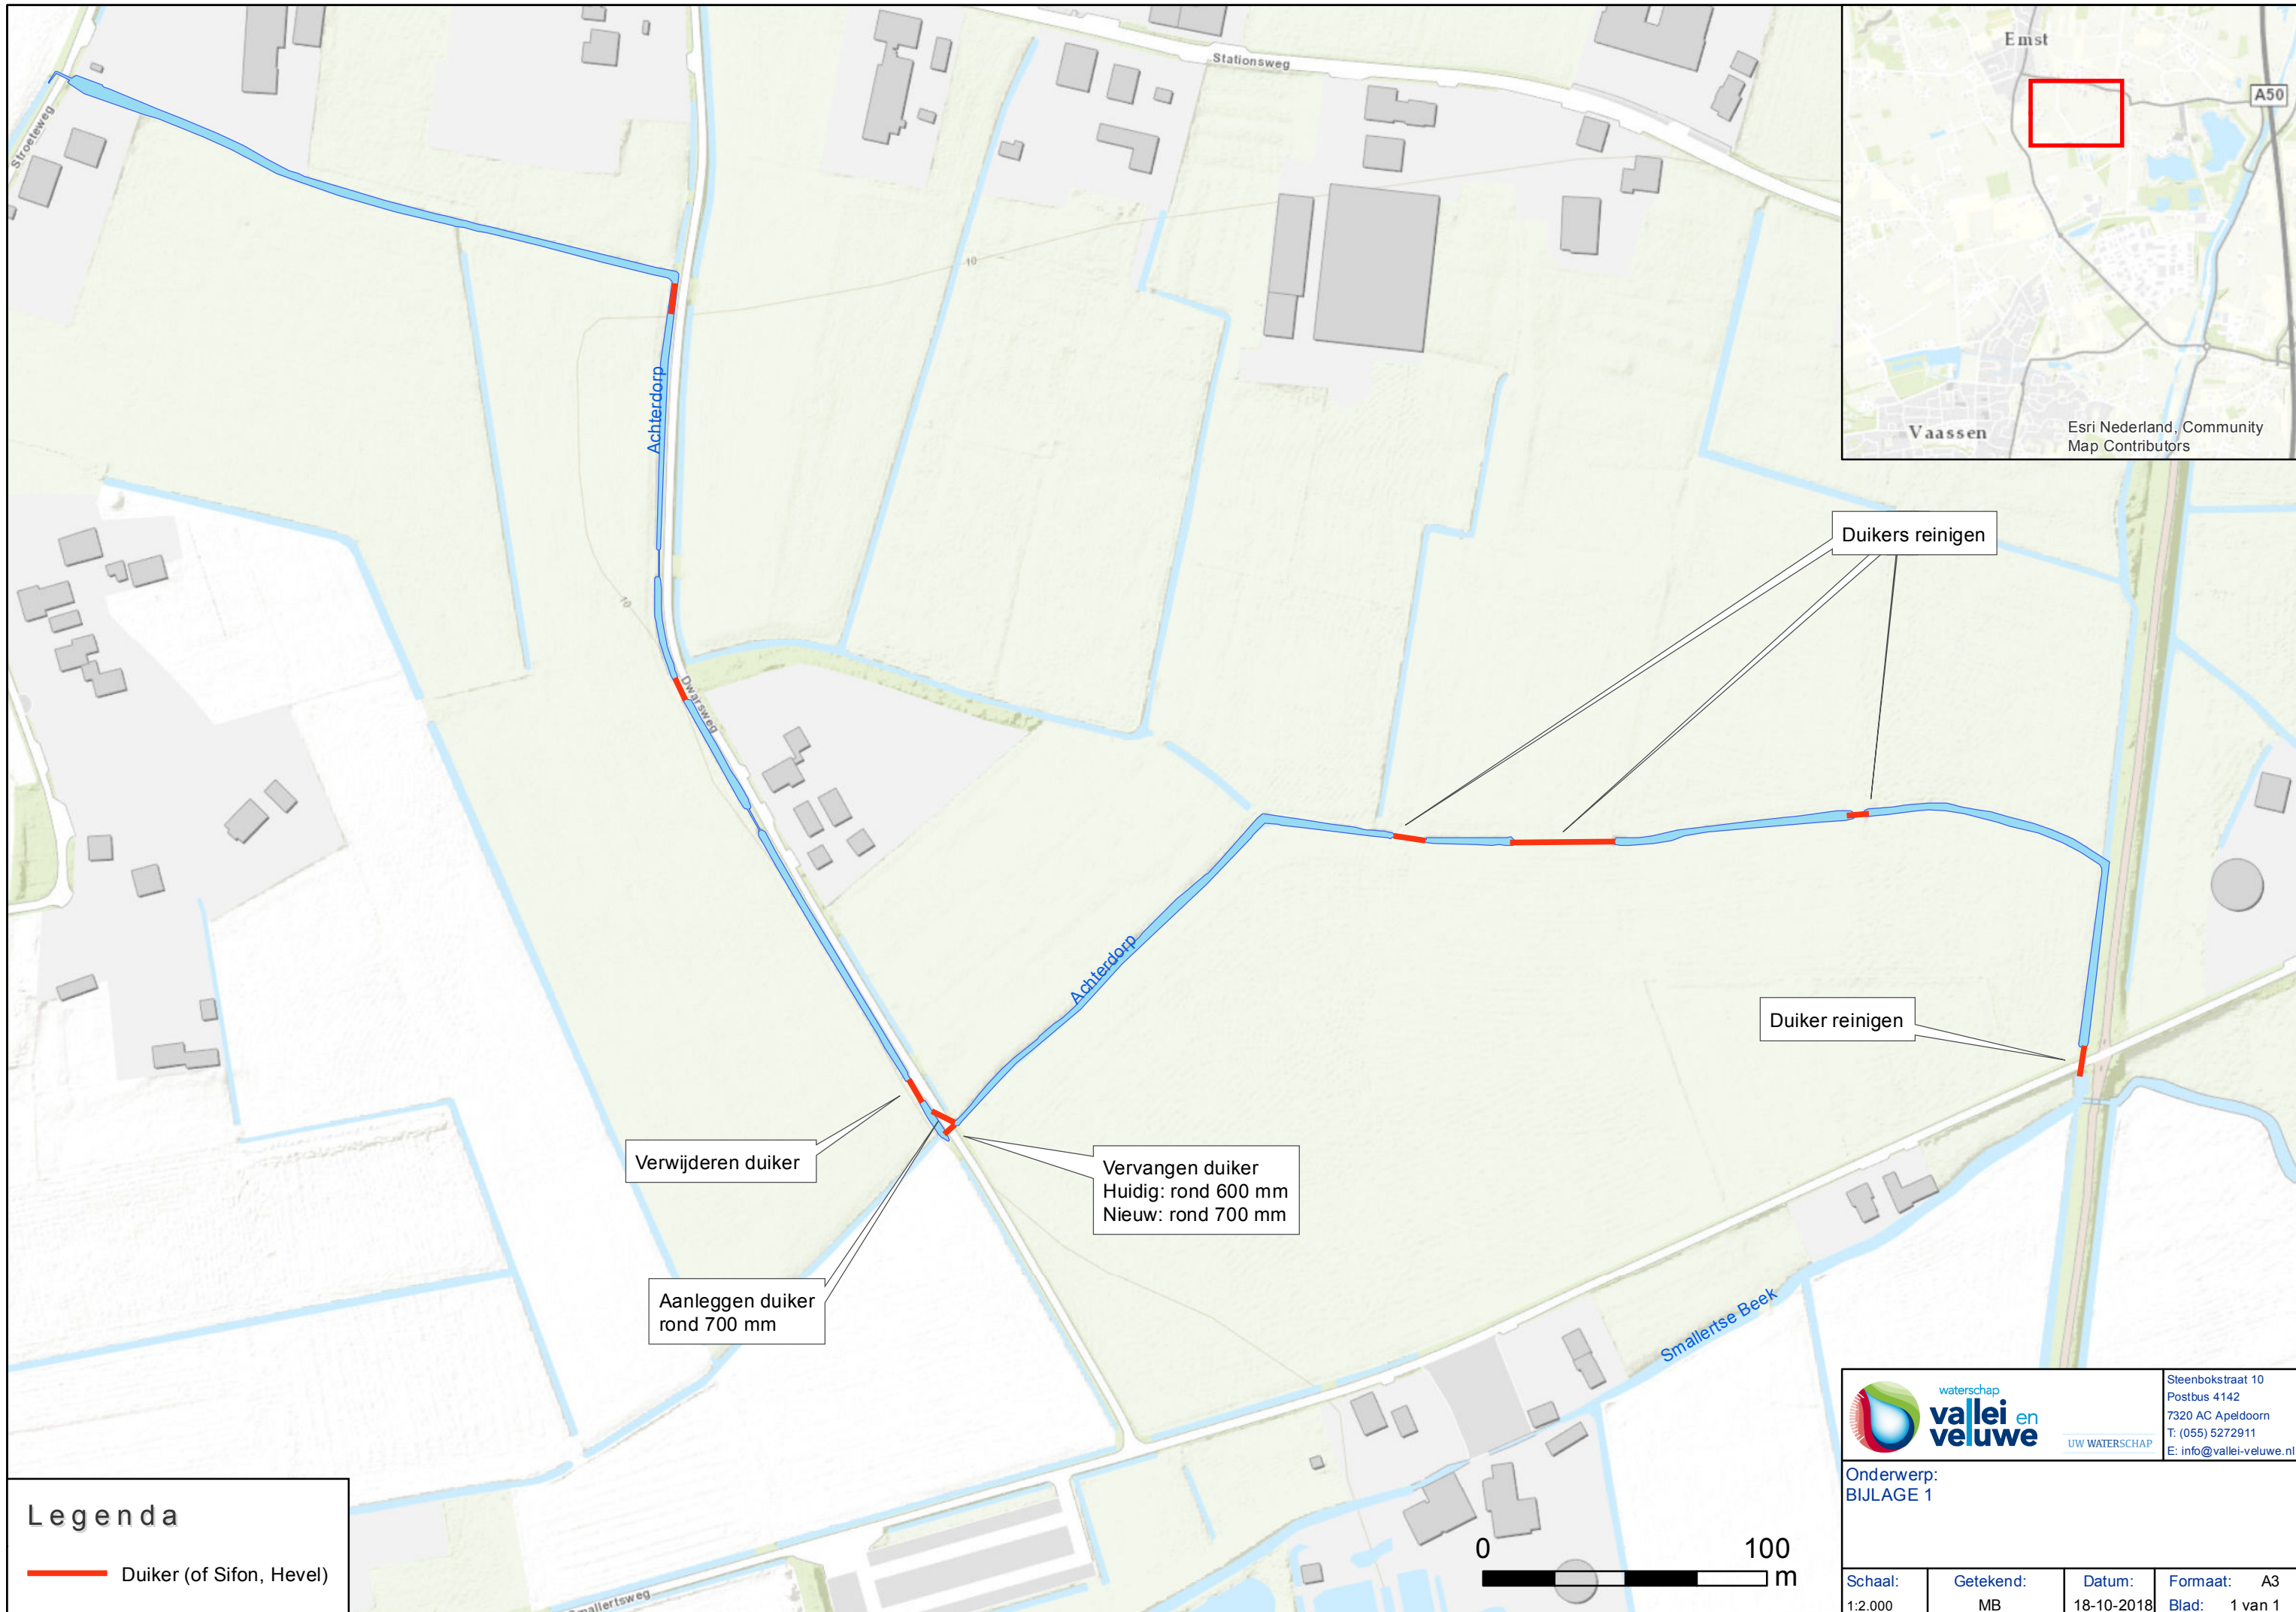 Stationsweg
Emst
A50
Vaassen
Esri Nederland, Community
Map Contributors
Stroeteweg
10
Achterdorp
Duikers reinigen
10
Dwarsweg
Achterdorp
Duiker reinigen
Verwijderen duiker
Vervangen duiker
Huidig: rond 600 mm
Nieuw: rond 700 mm
Aanleggen duiker
rond 700 mm
Smallertse Beek
waterschap
vallei en
veluwe
UW WATERSCHAP
Steenbokstraat 10
Postbus 4142
7320 AC Apeldoorn
T: (055) 5272911
E: info@vallei-veluwe.nl
Onderwerp:
BIJLAGE 1
Legenda
Duiker (of Sifon, Hevel)
mallertsweg
0 100
m
Schaal: Getekend: Datum: Formaat: A3
1:2.000 MB 18-10-2018 Blad: 1 van 1